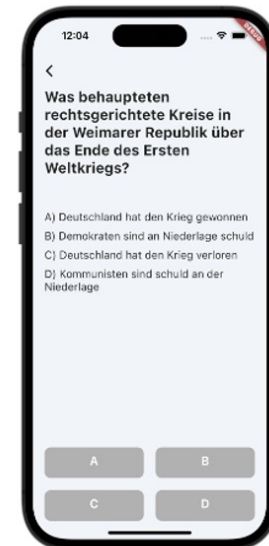 12:04
DEBUG
Was behaupteten
rechtsgerichtete Kreise in
der Weimarer Republik über
das Ende des Ersten
Weltkriegs?
A) Deutschland hat den Krieg gewonnen
B) Demokraten sind an Niederlage schuld
C) Deutschland hat den Krieg verloren
D) Kommunisten sind schuld an der
Niederlage
A
B
C
D